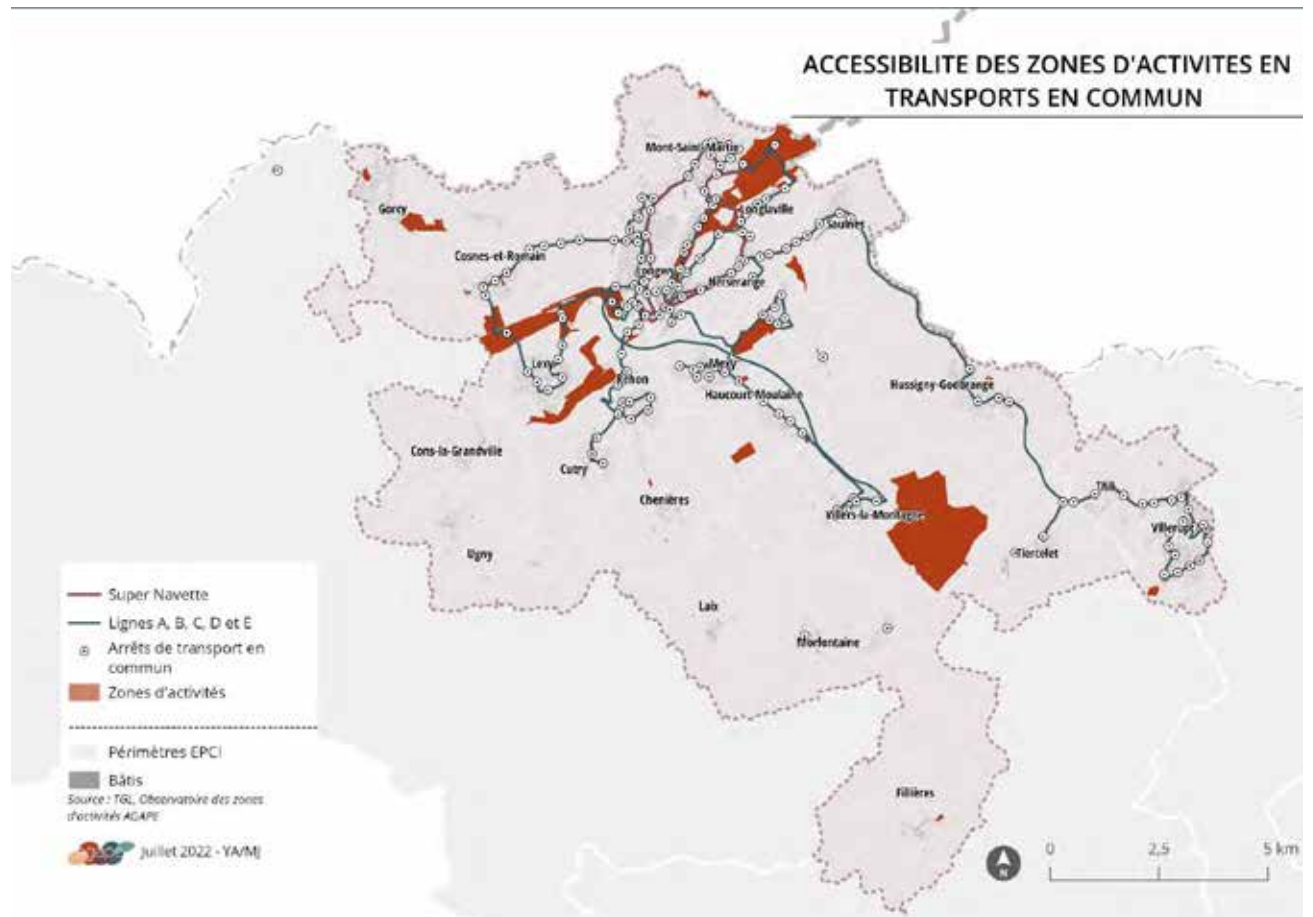 ACCESSIBILITE DES ZONES D'ACTIVITES EN
TRANSPORTS EN COMMUN
Mont-Saint-Martin
Gorcy
Longlaville
Saulnes
Cosnes-et-Romain
Longwy
Herserange
Lexy
Réhon
Mexy
Haucourt-Moulaine
Hussigny-Godbrange
Cons-la-Grandville
Cutry
Chenières
Villers-la-Montagne
Thil
Villerupt
Tiercelet
Ugny
Laix
Morfontaine
Fillières
Super Navette
Lignes A, B, C, D et E
Arrêts de transport en
commun
Zones d'activités
Périmètres EPCI
Bâtis
Source : TGL, Observatoire des zones
d'activités AGAPE
Juillet 2022 - YA/MJ
N
0 2,5 5 km